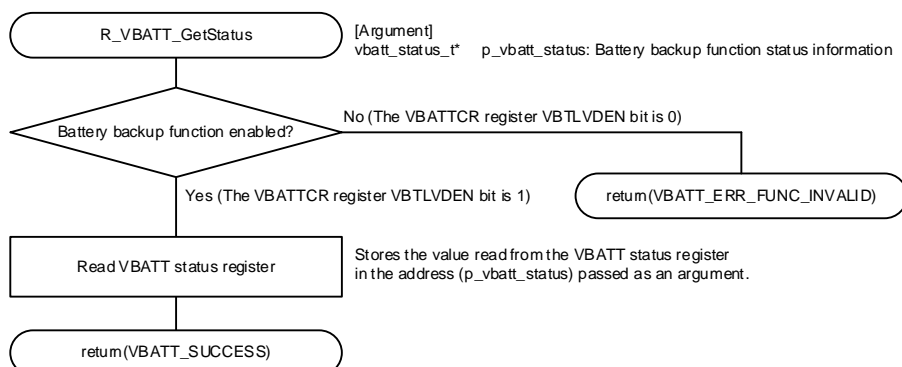 R_VBATT_GetStatus
[Argument]
vbatt_status_t* p_vbatt_status: Battery backup function status information
Battery backup function enabled?
No (The VBATTCR register VBTLVDEN bit is 0)
Yes (The VBATTCR register VBTLVDEN bit is 1)
return(VBATT_ERR_FUNC_INVALID)
Read VBATT status register
Stores the value read from the VBATT status register
in the address (p_vbatt_status) passed as an argument.
return(VBATT_SUCCESS)